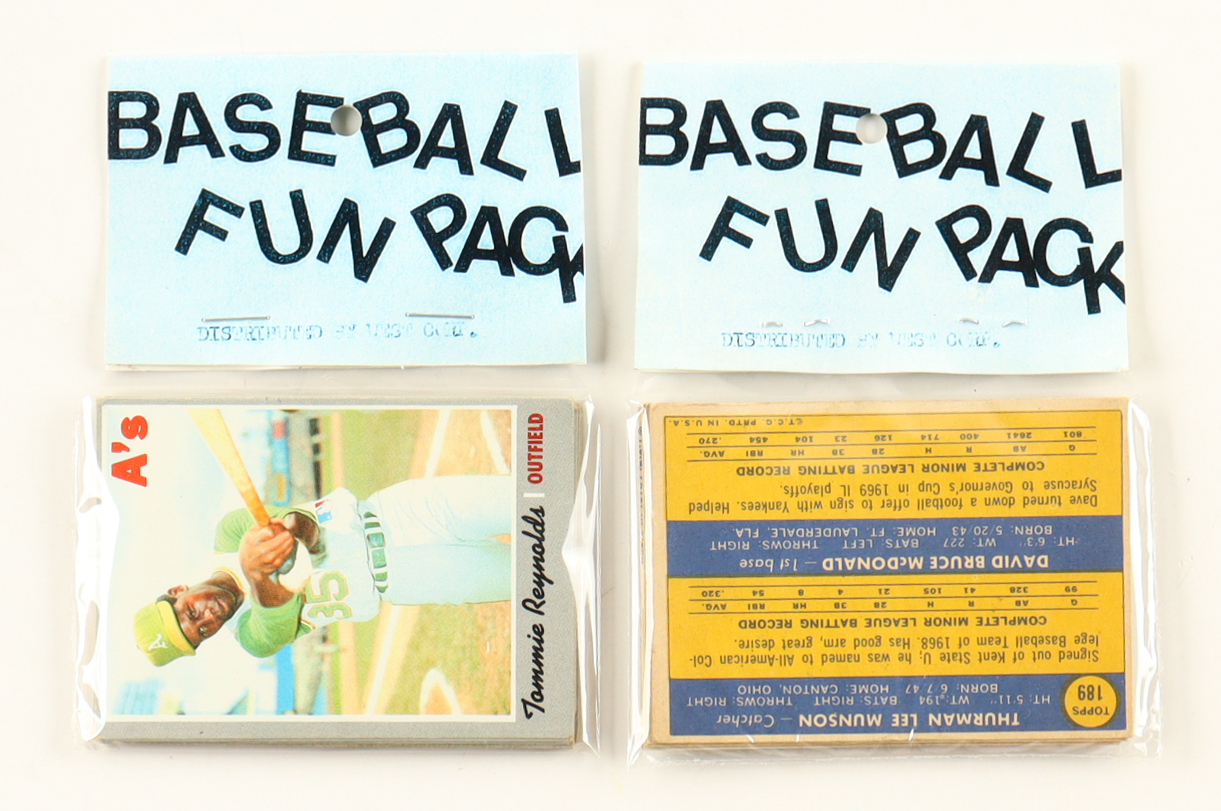 BASEBALL
FUN PACK
DISTRIBUTED BY
A's
35
Tommie Reynolds | OUTFIELD
BASEBALL
FUN PACK
DISTRIBUTED BY
TOPPS
189
THURMAN LEE MUNSON — Catcher
HT: 5'11" WT: 194 BATS: RIGHT THROWS: RIGHT
BORN: 6 7 47 HOME: CANTON, OHIO
Signed out of Kent State U; he was named to All-American Col-
lege Baseball Team of 1968. Has good arm, great desire.
COMPLETE MINOR LEAGUE BATTING RECORD
G AB R H 2B 3B HR RBI AVG.
99 328 41 105 21 4 8 54 .320
DAVID BRUCE McDONALD — 1st base
HT: 6'3" WT: 227 BATS: LEFT THROWS: RIGHT
BORN: 5 20 43 HOME: FT. LAUDERDALE, FLA.
Dave turned down a football offer to sign with Yankees. Helped
Syracuse to Governor's Cup in 1969 IL playoffs.
COMPLETE MINOR LEAGUE BATTING RECORD
G AB R H 2B 3B HR RBI AVG.
801 2641 400 714 126 23 104 454 .270
©T.C.G. PRTD. IN U.S.A.